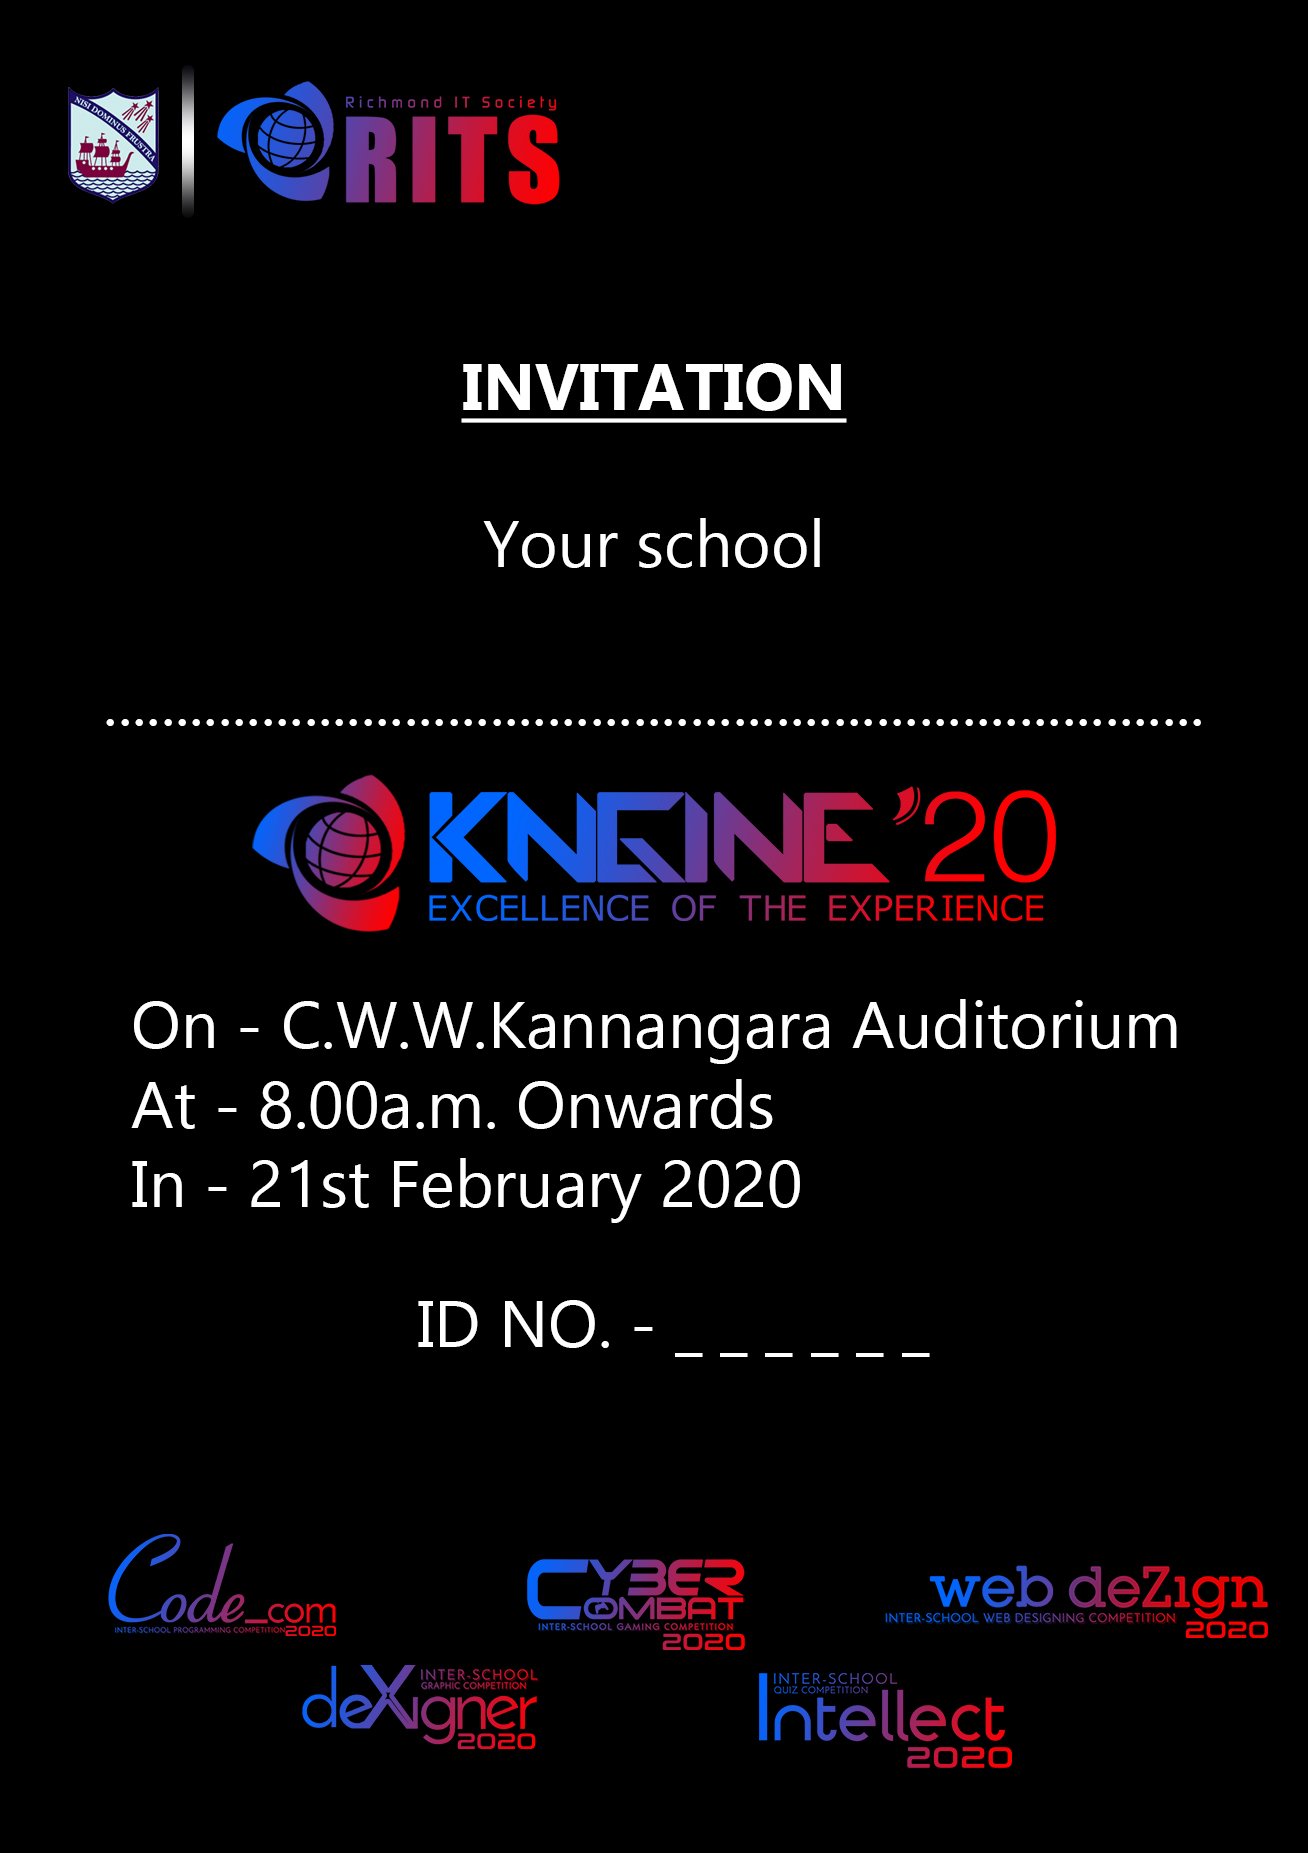 NISI DOMINUS FRUSTRA
Richmond IT Society
RITS
INVITATION
Your school
.............................................................................
KNGINE '20
EXCELLENCE OF THE EXPERIENCE
On - C.W.W.Kannangara Auditorium
At - 8.00a.m. Onwards
In - 21st February 2020
ID NO. - _ _ _ _ _ _
Code_com
INTER-SCHOOL PROGRAMMING COMPETITION
2020
CYBER
COMBAT
INTER-SCHOOL GAMING COMPETITION
2020
web deZign
INTER-SCHOOL WEB DESIGNING COMPETITION
2020
INTER-SCHOOL
GRAPHIC COMPETITION
deXigner
2020
INTER-SCHOOL
QUIZ COMPETITION
Intellect
2020